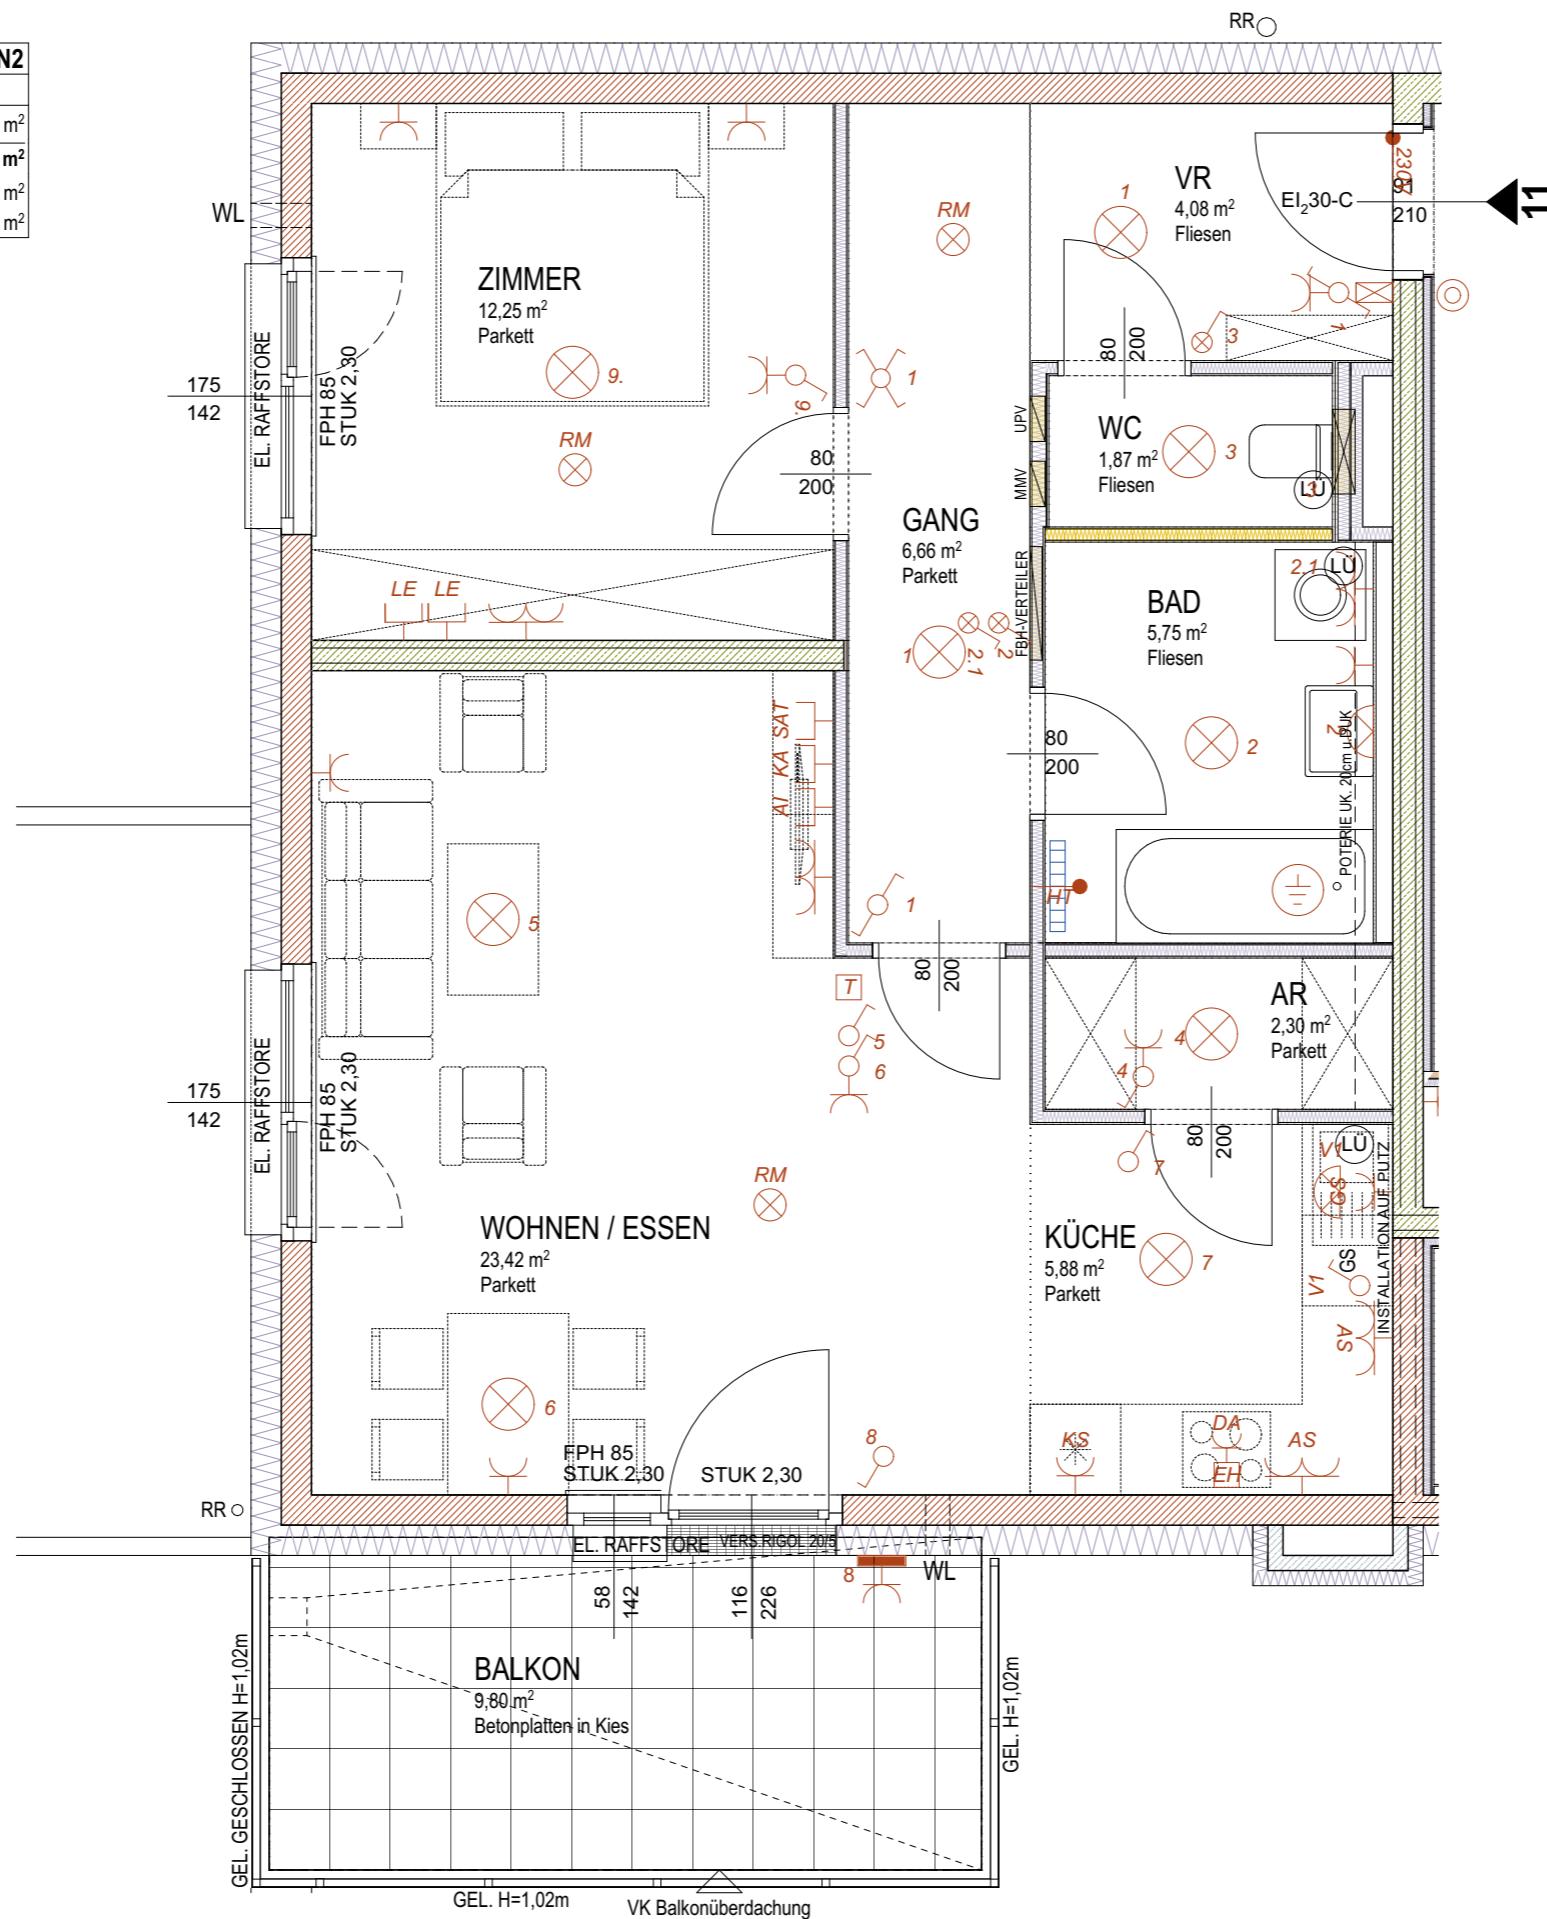 RR
N2
m²
m²
m²
m²
VR
4,08 m²
Fliesen
1
RM
EI₂30-C
230V
91
210
11
WL
ZIMMER
12,25 m²
Parkett
9.
9.
RM
1
3
1
80
200
80
200
175
142
EL. RAFFSTORE
FPH 85
STUK 2,30
UPV
MMV
WC
1,87 m²
Fliesen
3
LÜ
3
GANG
6,66 m²
Parkett
1
2.1
2
FBH-VERTEILER
BAD
5,75 m²
Fliesen
2.1
LÜ
2
2
POTERIE UK. 20cm u.DUK
LE
LE
SAT
KA
AI
80
200
HT
1
5
80
200
T
5
6
AR
2,30 m²
Parkett
4
4
80
200
175
142
EL. RAFFSTORE
FPH 85
STUK 2,30
RM
WOHNEN / ESSEN
23,42 m²
Parkett
7
KÜCHE
5,88 m²
Parkett
7
V1
LÜ
GS
GS
V1
AS
INSTALLATION AUF PUTZ
6
8
KS
DA
EH
AS
FPH 85
STUK 2,30
STUK 2,30
RR
EL. RAFFSTORE
VERS.RIGOL 20/5
8
WL
58
142
116
226
BALKON
9,80 m²
Betonplatten in Kies
GEL. GESCHLOSSEN H=1,02m
GEL. H=1,02m
GEL. H=1,02m
VK Balkonüberdachung